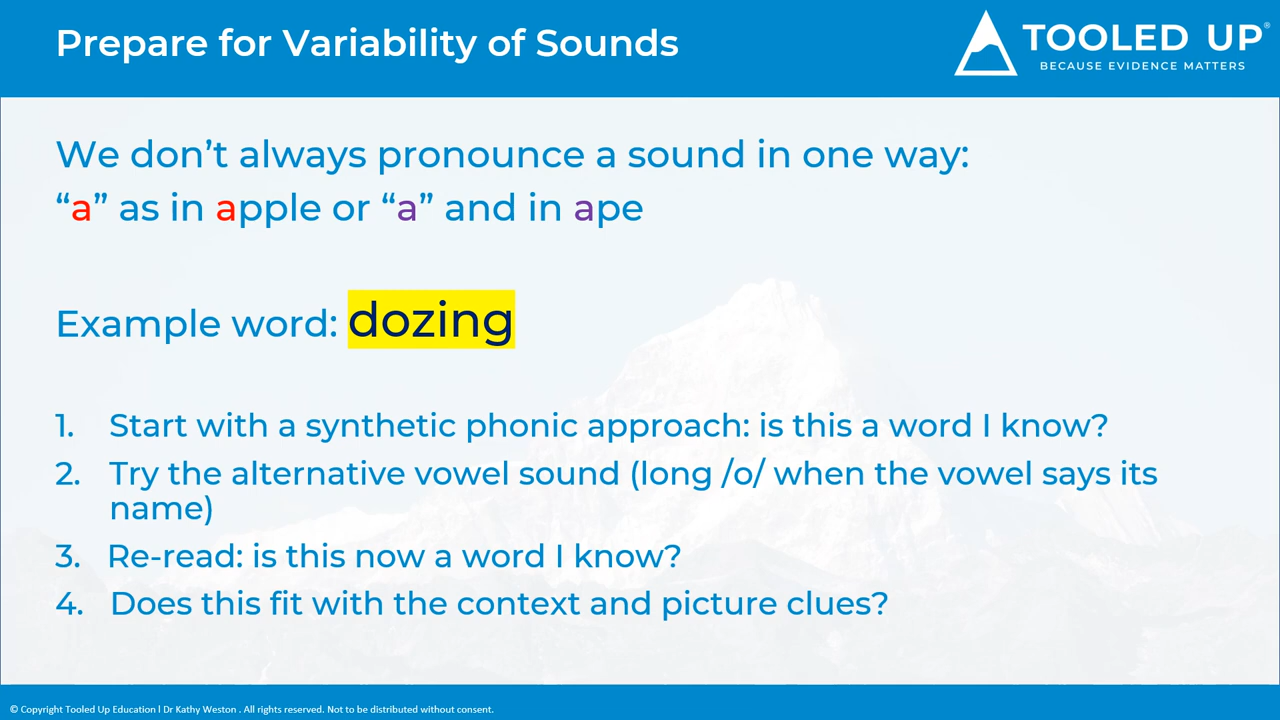 Prepare for Variability of Sounds
TOOLED UP®
BECAUSE EVIDENCE MATTERS
We don’t always pronounce a sound in one way:
“a” as in apple or “a” and in ape
Example word: dozing
1. Start with a synthetic phonic approach: is this a word I know?
2. Try the alternative vowel sound (long /o/ when the vowel says its
name)
3. Re-read: is this now a word I know?
4. Does this fit with the context and picture clues?
© Copyright Tooled Up Education l Dr Kathy Weston . All rights reserved. Not to be distributed without consent.